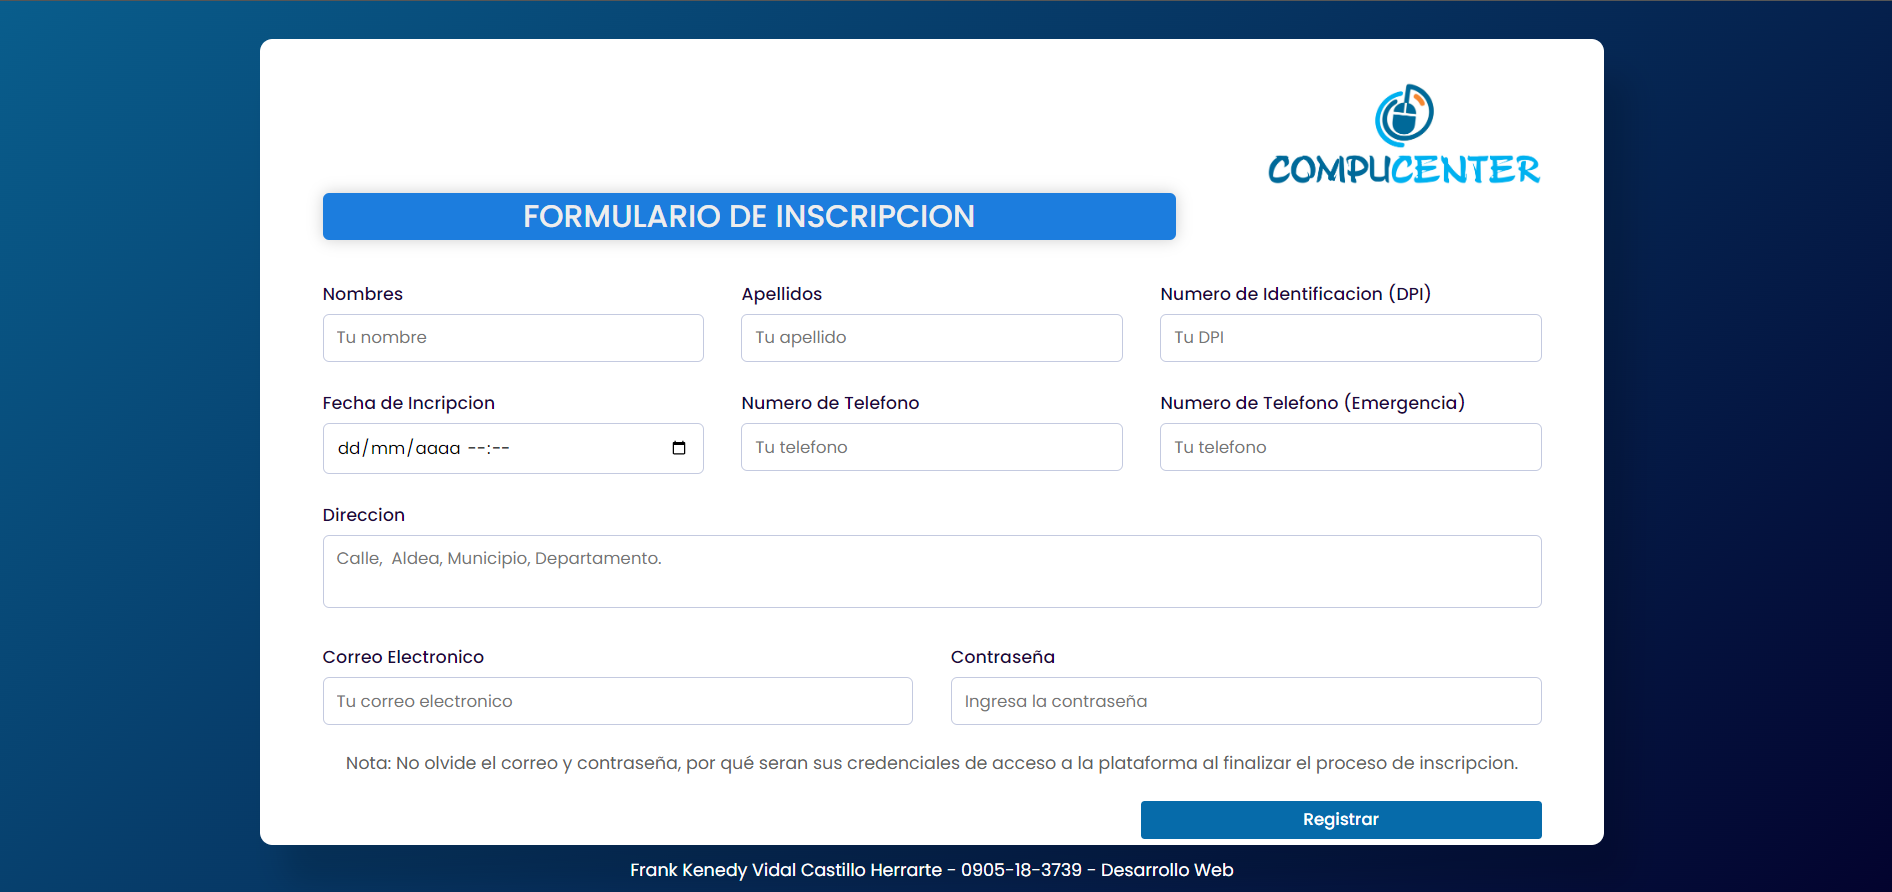 COMPUCENTER
FORMULARIO DE INSCRIPCION
Nombres
Apellidos
Numero de Identificacion (DPI)
Tu nombre
Tu apellido
Tu DPI
Fecha de Incripcion
Numero de Telefono
Numero de Telefono (Emergencia)
dd/mm/aaaa --:--
Tu telefono
Tu telefono
Direccion
Calle,  Aldea, Municipio, Departamento.
Correo Electronico
Contraseña
Tu correo electronico
Ingresa la contraseña
Nota: No olvide el correo y contraseña, por qué seran sus credenciales de acceso a la plataforma al finalizar el proceso de inscripcion.
Registrar
Frank Kenedy Vidal Castillo Herrarte - 0905-18-3739 - Desarrollo Web